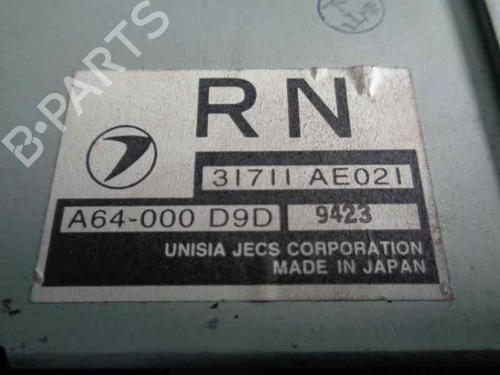 B-PARTS
RN
31711 AE021
A64-000 D9D 9423
UNISIA JECS CORPORATION
MADE IN JAPAN